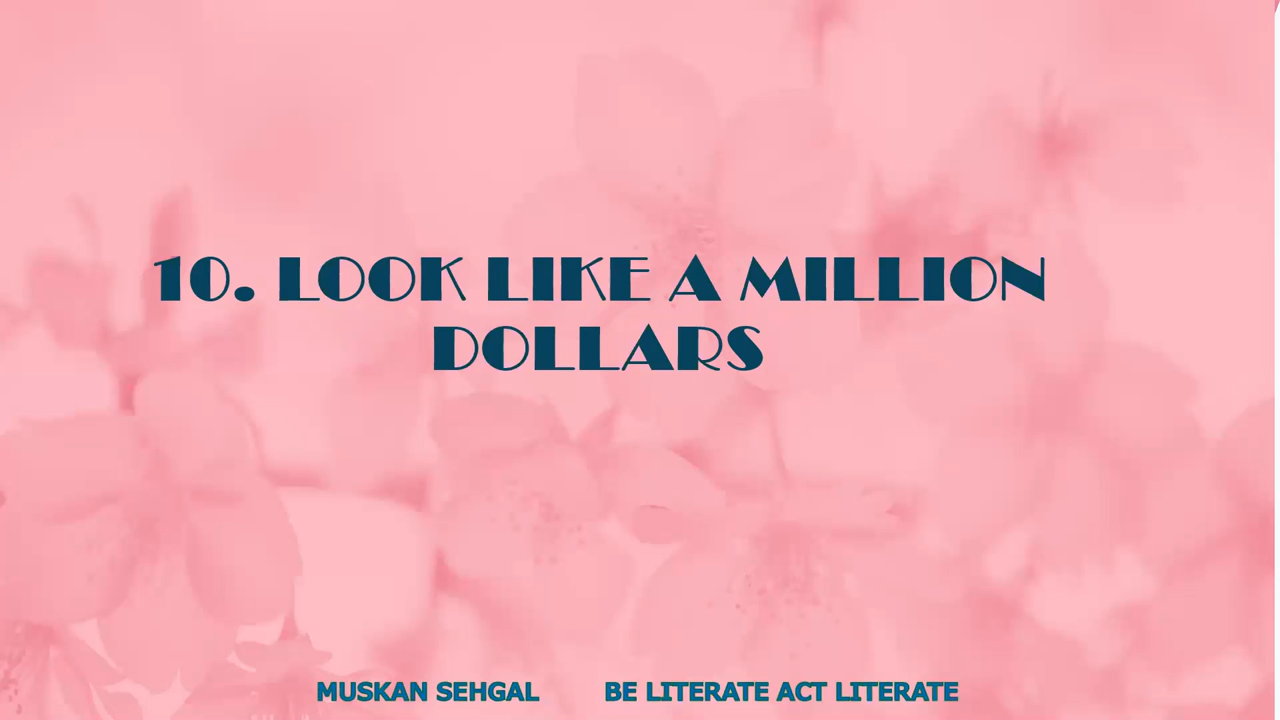 10. LOOK LIKE A MILLION
DOLLARS
MUSKAN SEHGAL BE LITERATE ACT LITERATE